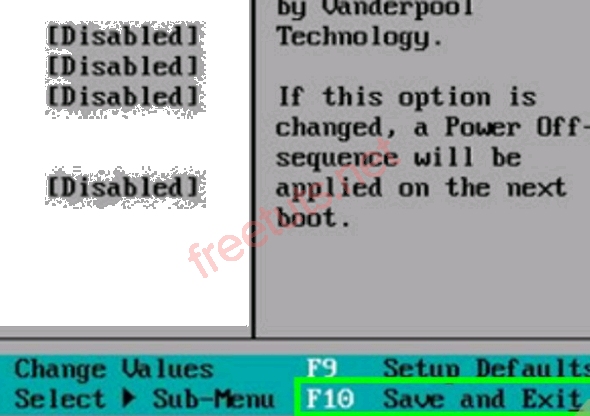 [Disabled]
[Disabled]
[Disabled]
[Disabled]
by Vanderpool
Technology.
If this option is
changed, a Power Off-
sequence will be
applied on the next
boot.
freetuts.net
Change Values
F9 Setup Defaults
Select ▶ Sub-Menu
F10 Save and Exit